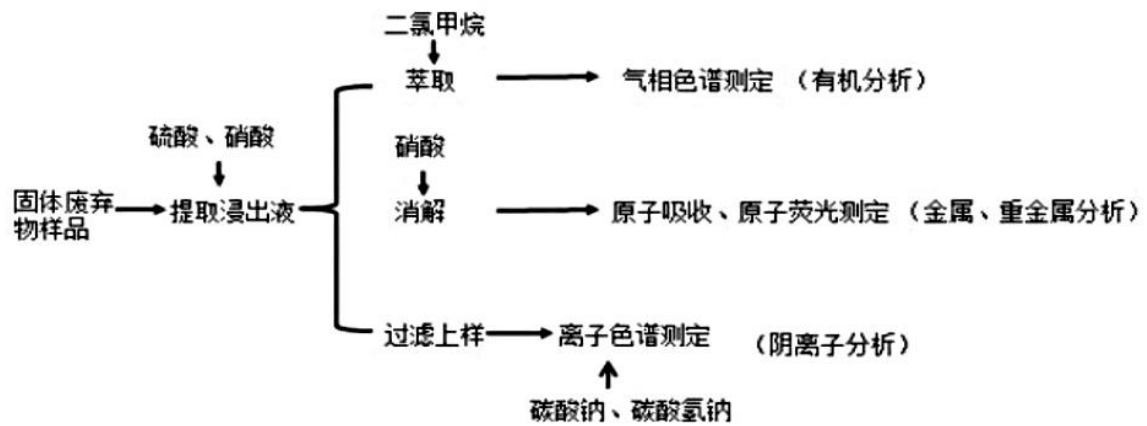 二氯甲烷
萃取
气相色谱测定 （有机分析）
硫酸、硝酸
硝酸
固体废弃
物样品
提取浸出液
消解
原子吸收、原子荧光测定 （金属、重金属分析）
过滤上样
离子色谱测定
（阴离子分析）
碳酸钠、碳酸氢钠